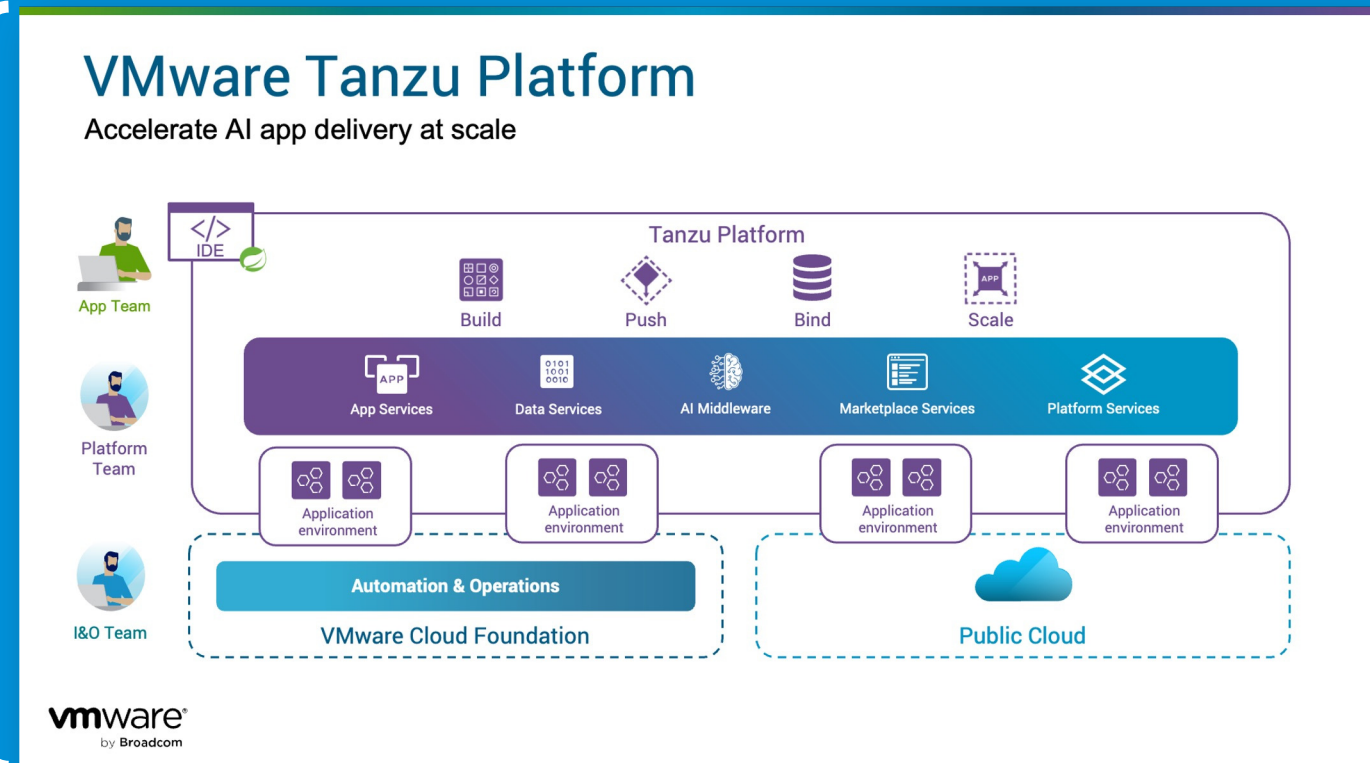 VMware Tanzu Platform
Accelerate AI app delivery at scale
</> IDE
Tanzu Platform
App Team
Build
Push
Bind
APP
Scale
APP
App Services
0101
1001
0010
Data Services
AI Middleware
Marketplace Services
Platform Services
Platform
Team
Application
environment
Application
environment
Application
environment
Application
environment
I&O Team
Automation & Operations
VMware Cloud Foundation
Public Cloud
vmware®
by Broadcom